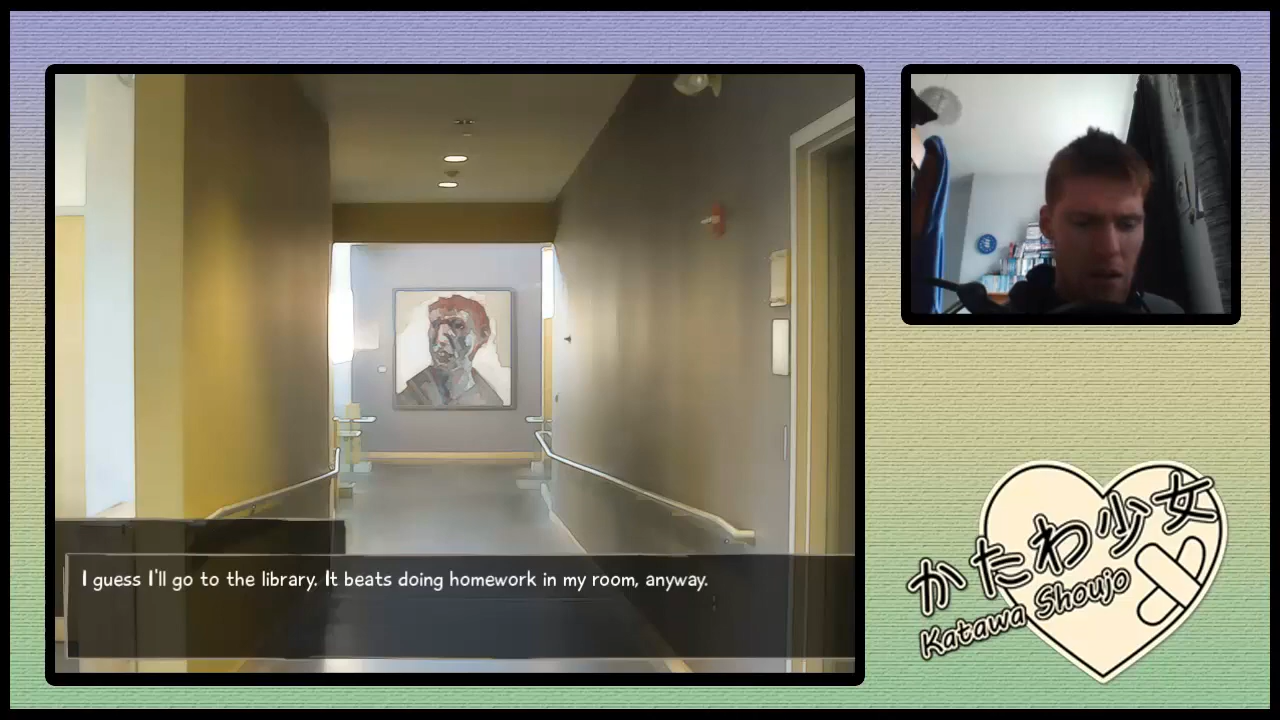 I guess I'll go to the library. It beats doing homework in my room, anyway.
かたわ少女
Katawa Shoujo